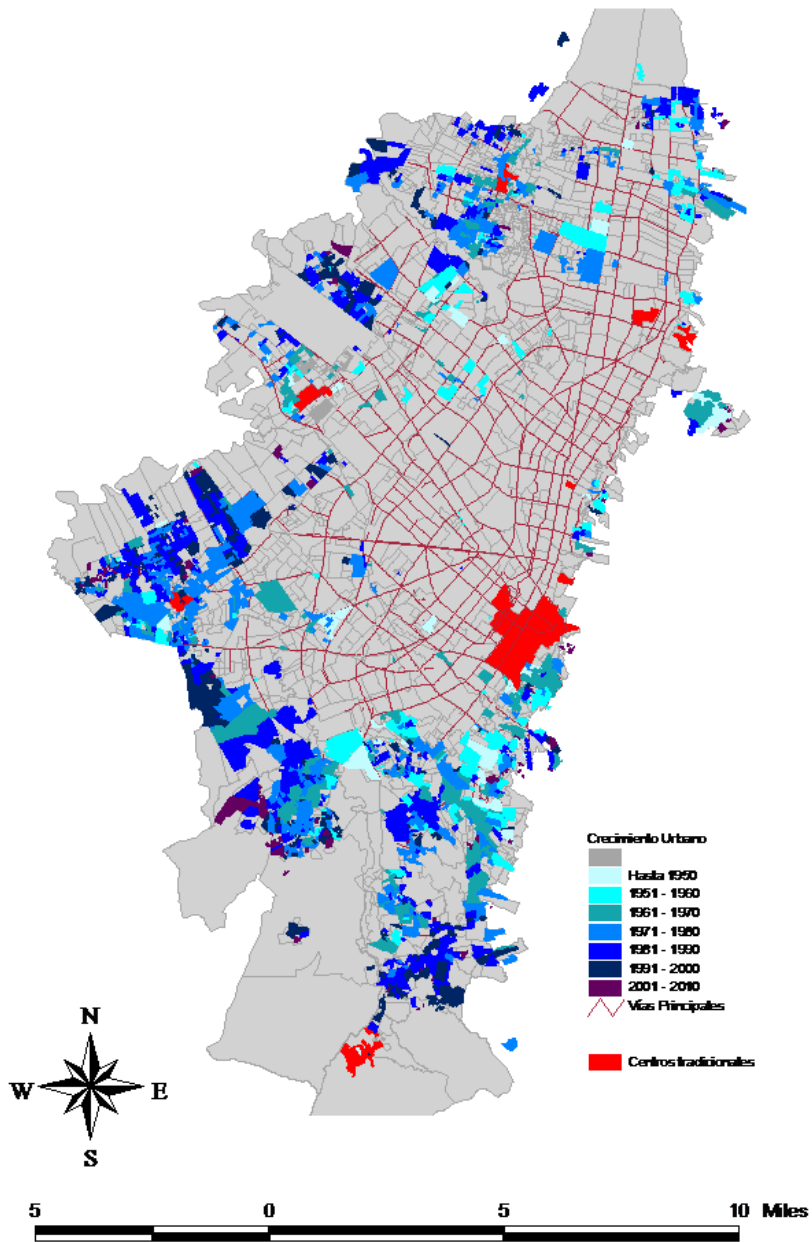 Crecimiento Urbano
Hasta 1950
1951 - 1960
1961 - 1970
1971 - 1980
1981 - 1990
1991 - 2000
2001 - 2010
Vías Principales
Centros tradicionales
N
W E
S
5 0 5 10 Miles